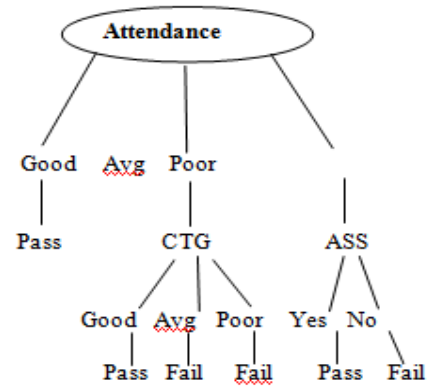 Attendance
Good Avg Poor
Pass CTG ASS
Good Avg Poor Yes No
Pass Fail Fail Pass Fail